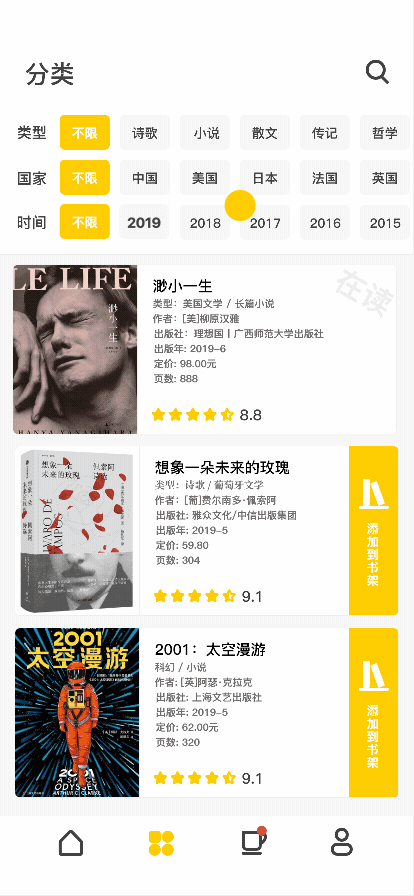 分类
类型 不限 诗歌 小说 散文 传记 哲学
国家 不限 中国 美国 日本 法国 英国
时间 不限 2019 2018 2017 2016 2015
LE LIFE
渺小一生
HANYA YANAGIHARA
渺小一生
在读
类型: 美国文学 / 长篇小说
作者: [美]柳原汉雅
出版社: 理想国丨广西师范大学出版社
出版年: 2019-6
定价: 98.00元
页数: 888
8.8
想象一朵
未来的玫瑰
佩索阿
诗选
想象一朵未来的玫瑰
类型: 诗歌 / 葡萄牙文学
作者: [葡]费尔南多·佩索阿
出版社: 雅众文化/中信出版集团
出版年: 2019-5
定价: 59.80
页数: 304
9.1
添加到书架
2001
太空漫游
2001
A SPACE
ODYSSEY
ARTHUR C. CLARKE
2001: 太空漫游
科幻 / 小说
作者: [英]阿瑟·克拉克
出版社: 上海文艺出版社
出版年: 2019-5
定价: 62.00元
页数: 320
9.1
添加到书架